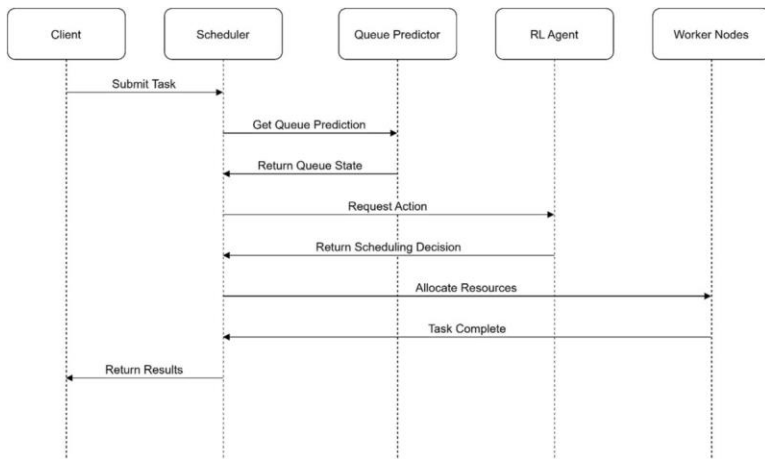 Client
Scheduler
Queue Predictor
RL Agent
Worker Nodes
Submit Task
Get Queue Prediction
Return Queue State
Request Action
Return Scheduling Decision
Allocate Resources
Task Complete
Return Results